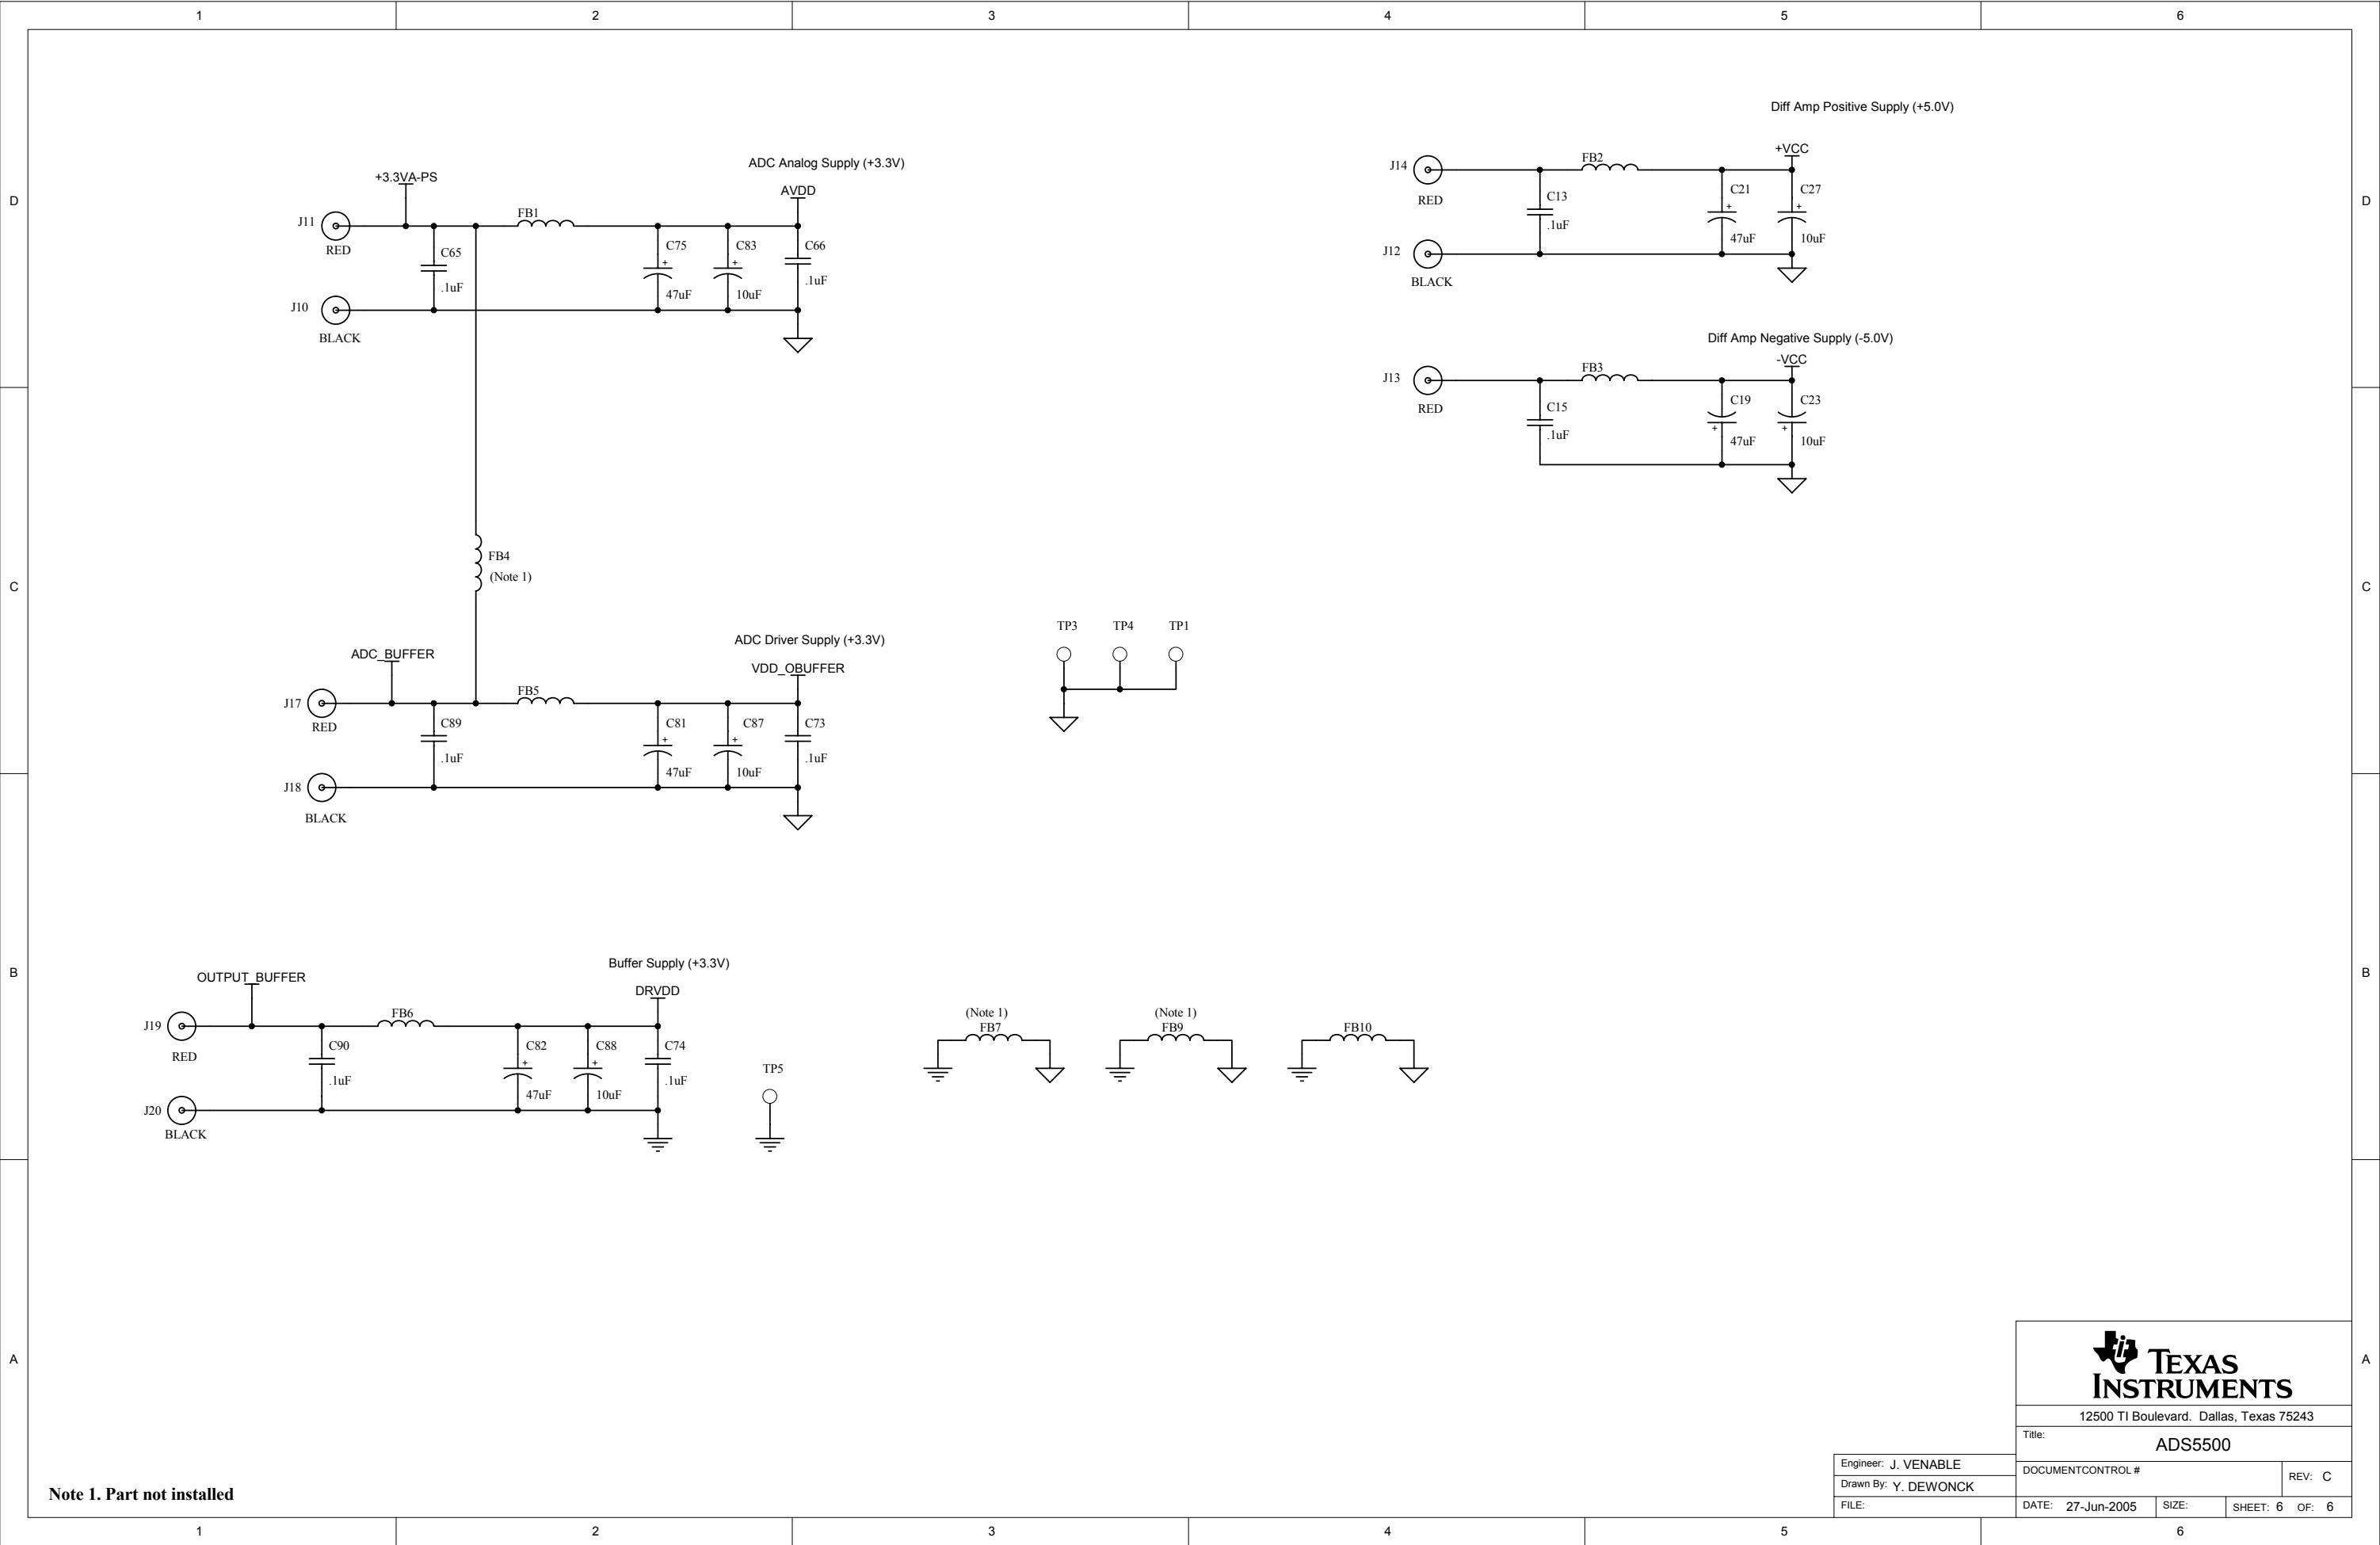 1 2 3 4 5 6
D
C
B
A
D
C
B
A
ADC Analog Supply (+3.3V)
+3.3VA-PS
AVDD
J11
RED
FB1
C65
.1uF
C75
+
47uF
C83
+
10uF
C66
.1uF
J10
BLACK
FB4
(Note 1)
ADC Driver Supply (+3.3V)
ADC_BUFFER
VDD_OBUFFER
J17
RED
FB5
C89
.1uF
C81
+
47uF
C87
+
10uF
C73
.1uF
J18
BLACK
Buffer Supply (+3.3V)
OUTPUT_BUFFER
DRVDD
J19
RED
FB6
C90
.1uF
C82
+
47uF
C88
+
10uF
C74
.1uF
J20
BLACK
TP5
TP3 TP4 TP1
(Note 1)
FB7
(Note 1)
FB9
FB10
Diff Amp Positive Supply (+5.0V)
+VCC
J14
RED
FB2
C13
.1uF
C21
+
47uF
C27
+
10uF
J12
BLACK
Diff Amp Negative Supply (-5.0V)
-VCC
J13
RED
FB3
C15
.1uF
C19
+
47uF
C23
+
10uF
Note 1. Part not installed
TEXAS
INSTRUMENTS
12500 TI Boulevard. Dallas, Texas 75243
Title:
ADS5500
Engineer: J. VENABLE
Drawn By: Y. DEWONCK
FILE:
DOCUMENTCONTROL #
REV: C
DATE: 27-Jun-2005
SIZE:
SHEET: 6 OF: 6
1 2 3 4 5 6